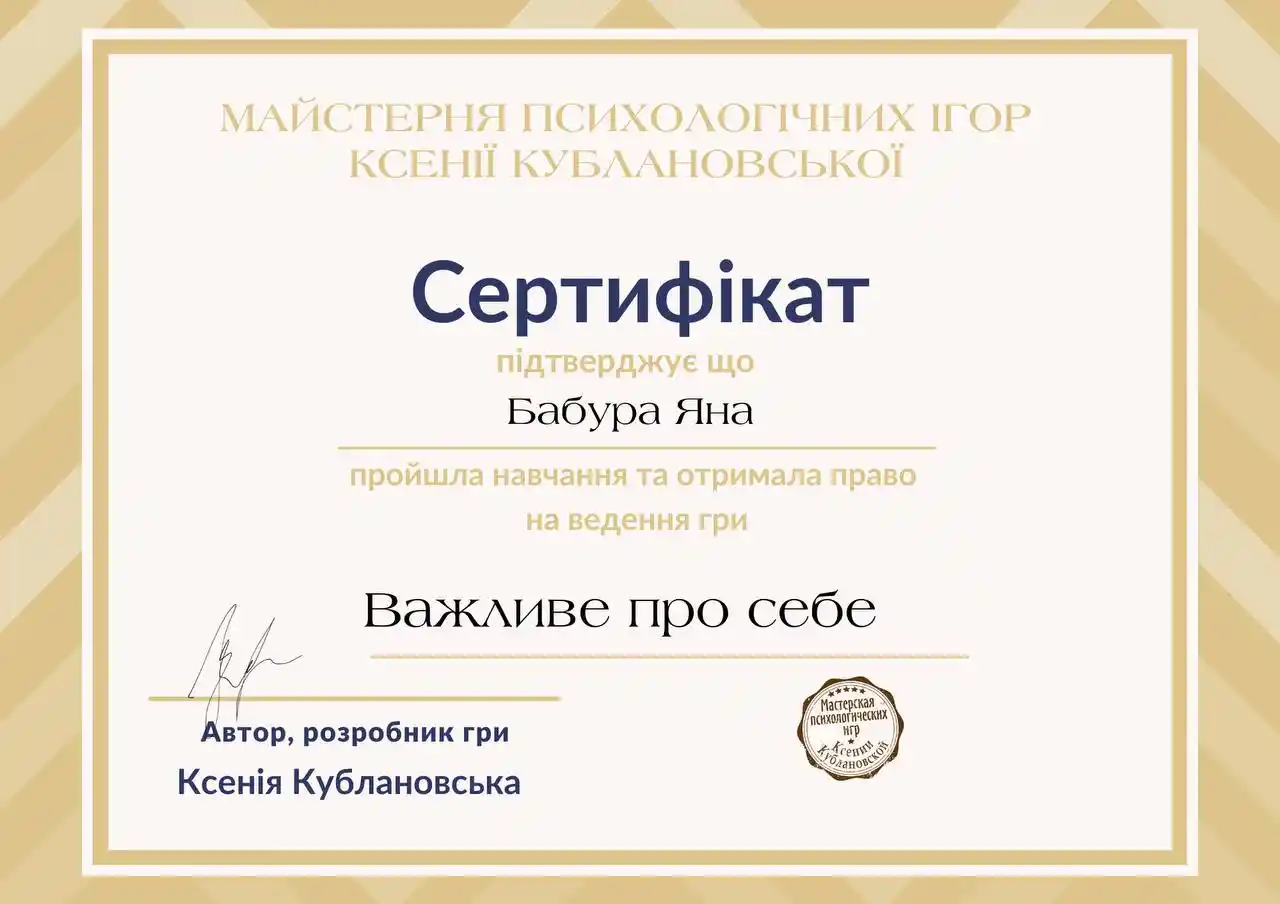 МАЙСТЕРНЯ ПСИХОЛОГІЧНИХ ІГОР
КСЕНІЇ КУБЛАНОВСЬКОЇ
Сертифікат
підтверджує що
Бабура Яна
пройшла навчання та отримала право
на ведення гри
Важливе про себе
Автор, розробник гри
Ксенія Кублановська
Мастерская
психологических
игр
Ксении
Кублановской